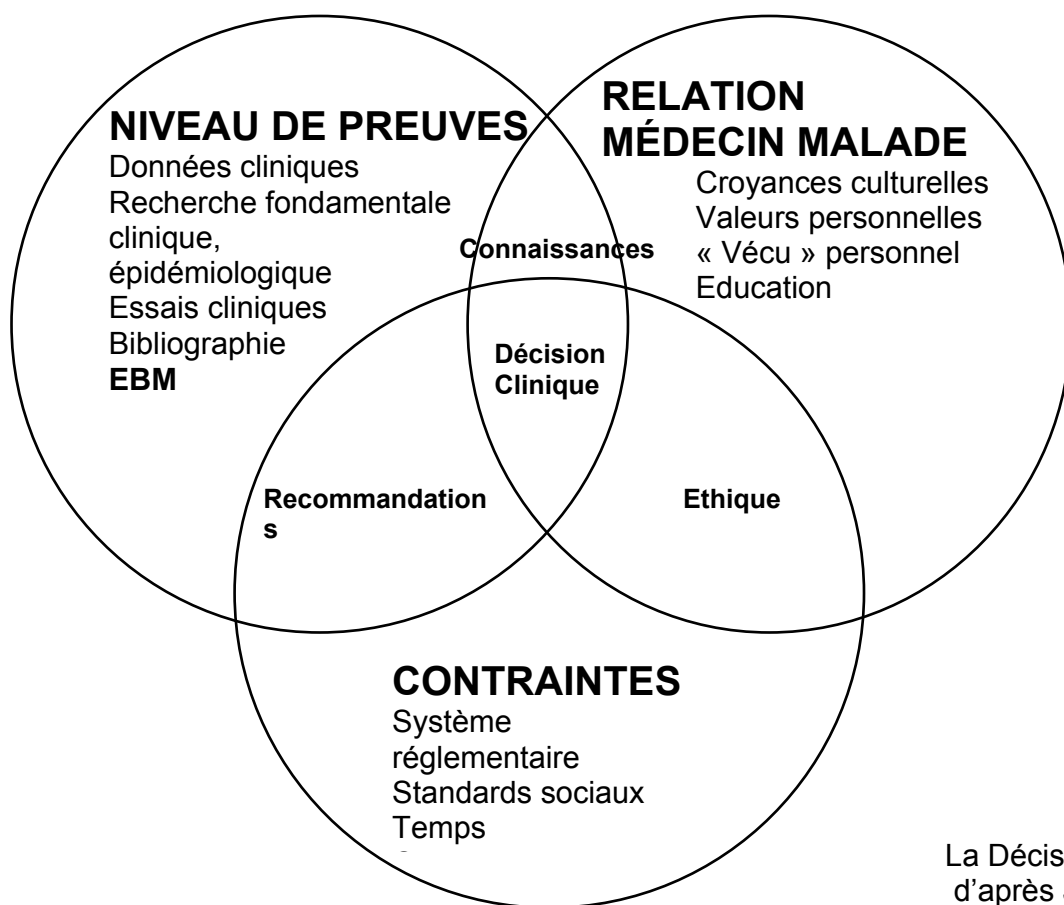 NIVEAU DE PREUVES
Données cliniques
Recherche fondamentale
clinique,
épidémiologique
Essais cliniques
Bibliographie
EBM
RELATION
MÉDECIN MALADE
Croyances culturelles
Valeurs personnelles
« Vécu » personnel
Education
Connaissances
Décision
Clinique
Recommandation
s
Ethique
CONTRAINTES
Système
réglementaire
Standards sociaux
Temps
La Décis
d’après